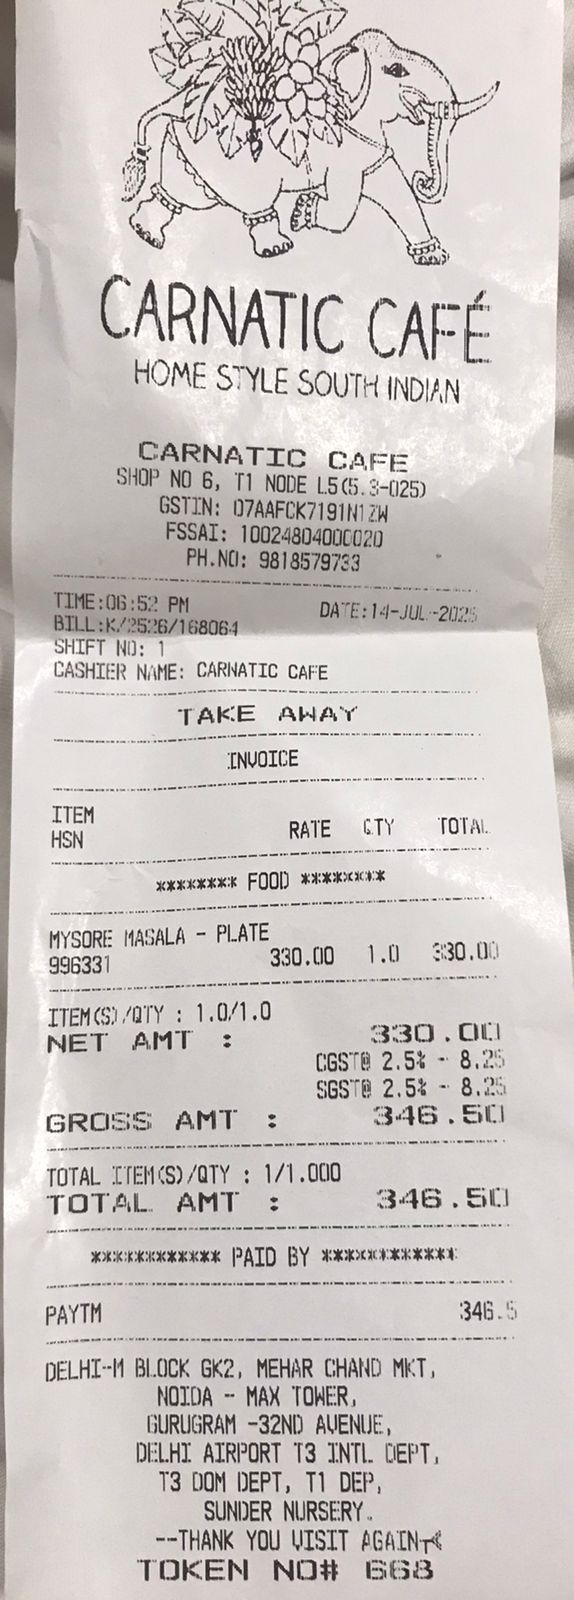 CARNATIC CAFÉ
HOME STYLE SOUTH INDIAN
CARNATIC CAFE
SHOP NO 6, T1 NODE L5(5.3-025)
GSTIN: 07AAFCK7191N1ZW
FSSAI: 10024804000020
PH.NO: 9818579733
TIME:06:52 PM DATE:14-JUL-2025
BILL:K/2526/168064
SHIFT NO: 1
CASHIER NAME: CARNATIC CAFE
TAKE AWAY
INVOICE
ITEM
HSN RATE QTY TOTAL
******** FOOD ********
MYSORE MASALA - PLATE
996331 330.00 1.0 330.00
ITEM(S)/QTY : 1.0/1.0
NET AMT : 330.00
CGST@ 2.5% - 8.25
SGST@ 2.5% - 8.25
GROSS AMT : 346.50
TOTAL ITEM(S)/QTY : 1/1.000
TOTAL AMT : 346.50
************ PAID BY ************
PAYTM 346.5
DELHI-M BLOCK GK2, MEHAR CHAND MKT,
NOIDA - MAX TOWER,
GURUGRAM -32ND AVENUE,
DELHI AIRPORT T3 INTL DEPT,
T3 DOM DEPT, T1 DEP,
SUNDER NURSERY.
--THANK YOU VISIT AGAIN--
TOKEN NO# 668